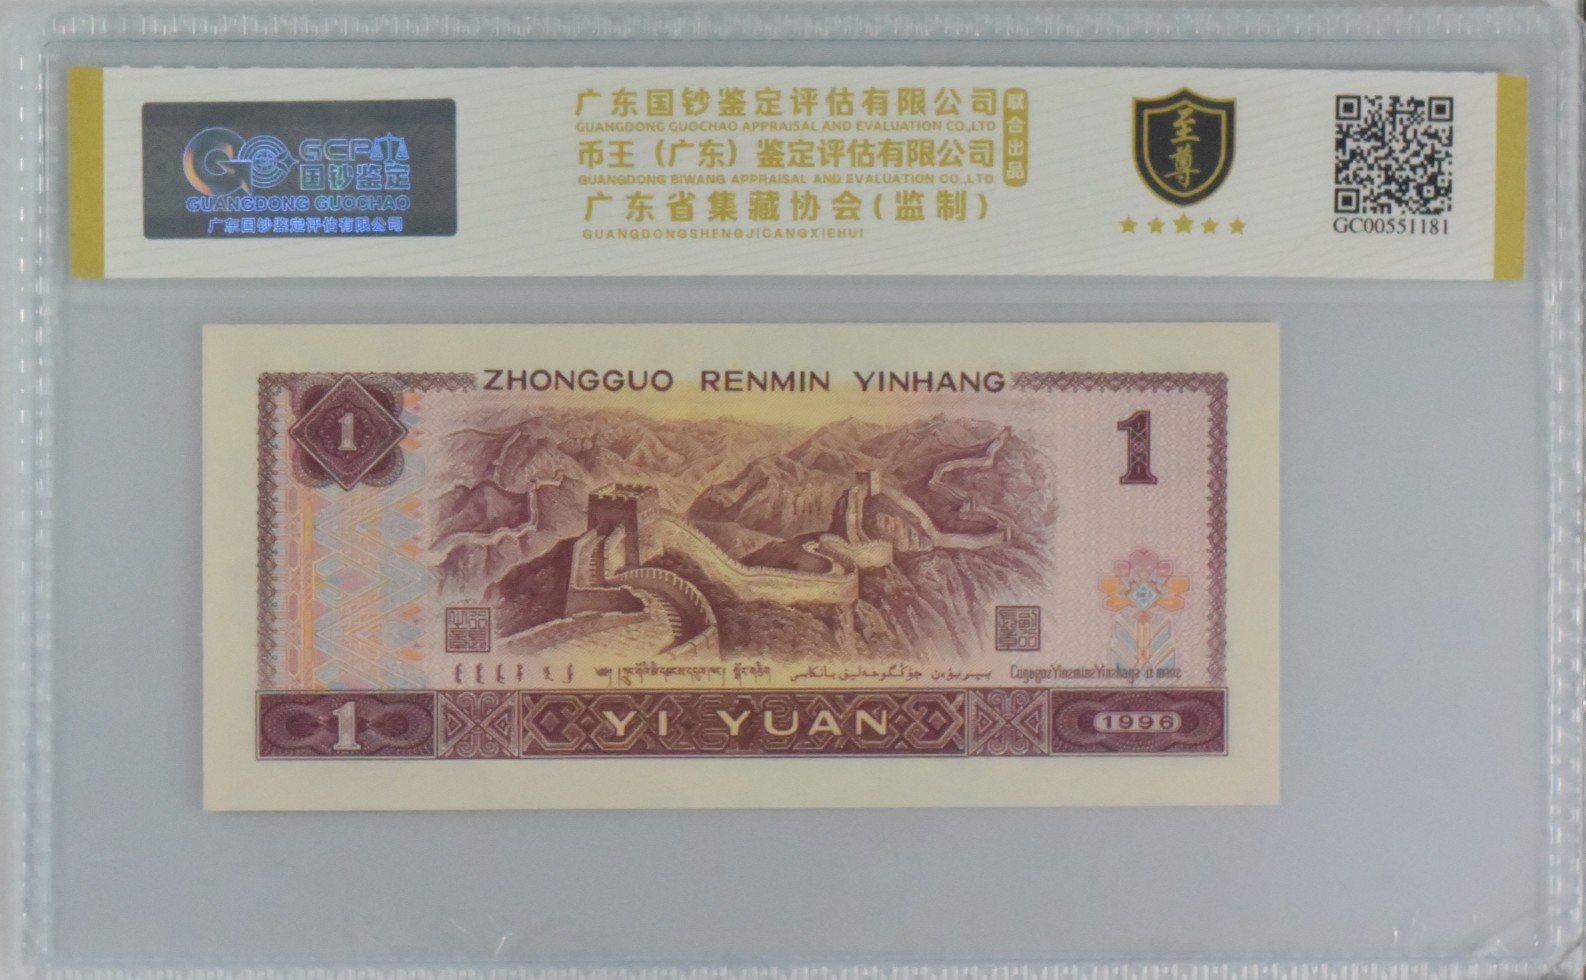 GCP
国钞鉴定
GUANGDONG GUOCHAO
广东国钞鉴定评估有限公司
广东国钞鉴定评估有限公司
GUANGDONG GUOCHAO APPRAISAL AND EVALUATION CO.,LTD
币王（广东）鉴定评估有限公司
GUANGDONG BIWANG APPRAISAL AND EVALUATION CO.,LTD
广东省集藏协会(监制)
GUANGDONGSHENGJICANGXIEHUI
联合出品
至尊
GC00551181
ZHONGGUO RENMIN YINHANG
1
1
1
YI YUAN
1996